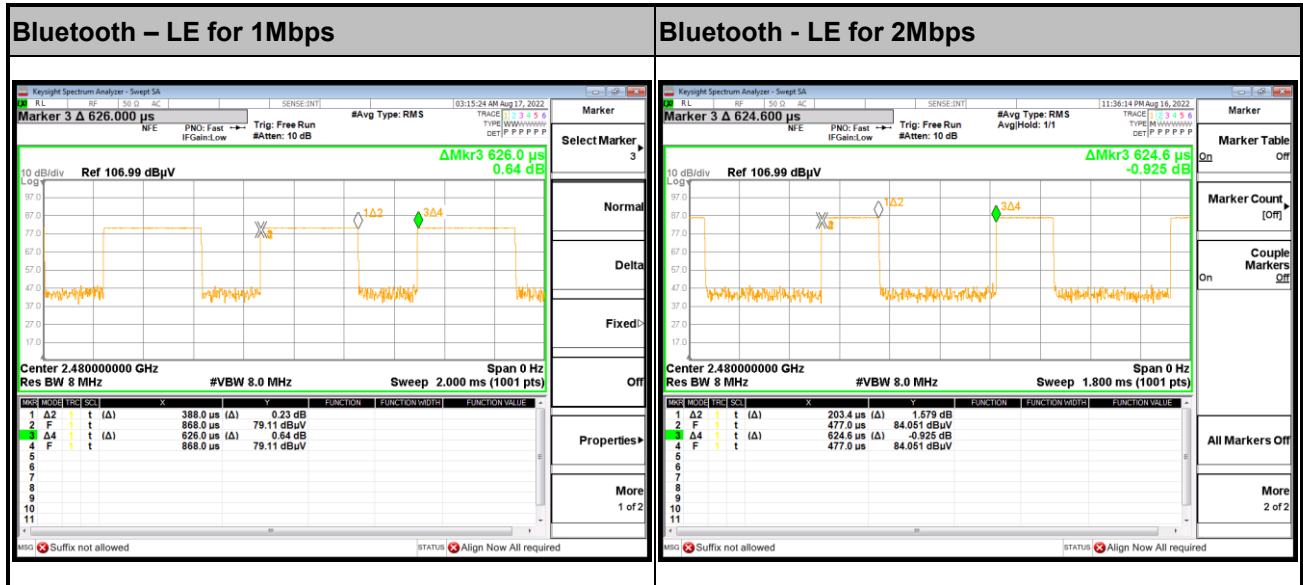 Bluetooth – LE for 1Mbps
Bluetooth - LE for 2Mbps
Keysight Spectrum Analyzer - Swept SA
RL RF 50 Ω AC SENSE:INT 03:15:24 AM Aug 17, 2022
Marker 3 Δ 626.000 µs
NFE
PNO: Fast
IFGain:Low
Trig: Free Run
#Atten: 10 dB
#Avg Type: RMS
TRACE 1 2 3 4 5 6
TYPE WWWWWW
DET P P P P P P
ΔMkr3 626.0 µs
0.64 dB
10 dB/div Ref 106.99 dBµV
Log
97.0
87.0
77.0
67.0
57.0
47.0
37.0
27.0
17.0
1Δ2
3Δ4
Center 2.480000000 GHz
Span 0 Hz
Res BW 8 MHz #VBW 8.0 MHz Sweep 2.000 ms (1001 pts)
MKR MODE TRC SCL X Y FUNCTION FUNCTION WIDTH FUNCTION VALUE
1 Δ2 1 t (Δ) 388.0 µs (Δ) 0.23 dB
2 F 1 t 868.0 µs 79.11 dBµV
3 Δ4 1 t (Δ) 626.0 µs (Δ) 0.64 dB
4 F 1 t 868.0 µs 79.11 dBµV
5
6
7
8
9
10
11
MSG Suffix not allowed STATUS Align Now All required
Marker
Select Marker
3
Normal
Delta
Fixed
Off
Properties
More
1 of 2
Keysight Spectrum Analyzer - Swept SA
RL RF 50 Ω AC SENSE:INT 11:36:14 PM Aug 16, 2022
Marker 3 Δ 624.600 µs
NFE
PNO: Fast
IFGain:Low
Trig: Free Run
#Atten: 10 dB
#Avg Type: RMS
Avg|Hold: 1/1
TRACE 1 2 3 4 5 6
TYPE MWWWWW
DET P P P P P P
ΔMkr3 624.6 µs
-0.925 dB
10 dB/div Ref 106.99 dBµV
Log
97.0
87.0
77.0
67.0
57.0
47.0
37.0
27.0
17.0
1Δ2
3Δ4
Center 2.480000000 GHz
Span 0 Hz
Res BW 8 MHz #VBW 8.0 MHz Sweep 1.800 ms (1001 pts)
MKR MODE TRC SCL X Y FUNCTION FUNCTION WIDTH FUNCTION VALUE
1 Δ2 1 t (Δ) 203.4 µs (Δ) 1.579 dB
2 F 1 t 477.0 µs 84.051 dBµV
3 Δ4 1 t (Δ) 624.6 µs (Δ) -0.925 dB
4 F 1 t 477.0 µs 84.051 dBµV
5
6
7
8
9
10
11
MSG Suffix not allowed STATUS Align Now All required
Marker
Marker Table
On Off
Marker Count
[Off]
Couple
Markers
On Off
All Markers Off
More
2 of 2